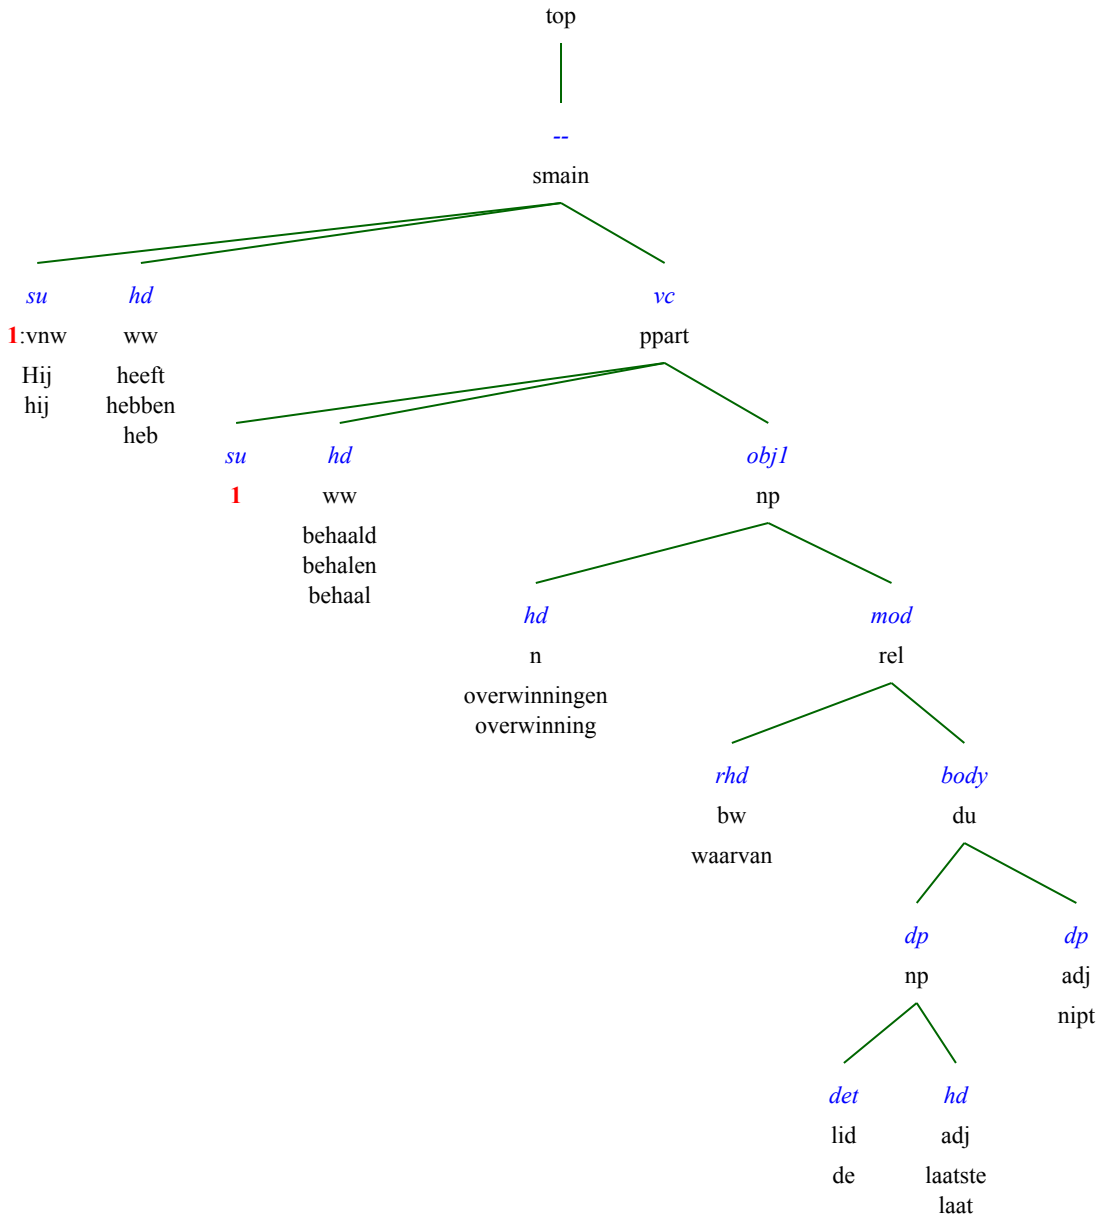 top
--
smain
su hd vc
1:vnw ww ppart
Hij heeft
hij hebben
heb
su hd obj1
1 ww np
behaald
behalen
behaal
hd mod
n rel
overwinningen
overwinning
rhd body
bw du
waarvan
dp dp
np adj
nipt
det hd
lid adj
de laatste
laat